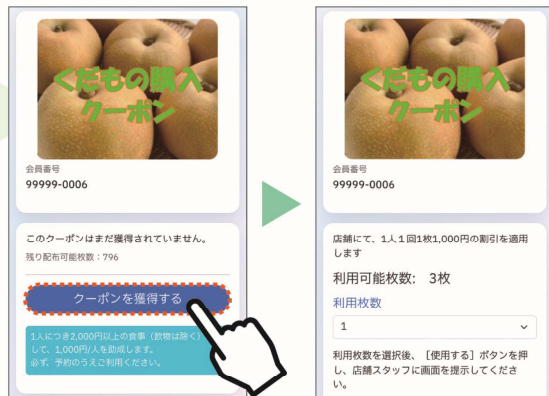 くだもの購入
クーポン
会員番号
99999-0006
このクーポンはまだ獲得されていません。
残り配布可能枚数：796
クーポンを獲得する
1人につき2,000円以上の食事（飲物は除く）
して、1,000円/人を助成します。
必ず、予約のうえご利用ください。
くだもの購入
クーポン
会員番号
99999-0006
店舗にて、1人１回1枚1,000円の割引を適用
します
利用可能枚数:　3枚
利用枚数
1
利用枚数を選択後、［使用する］ボタンを押
し、店舗スタッフに画面を提示してくださ
い。